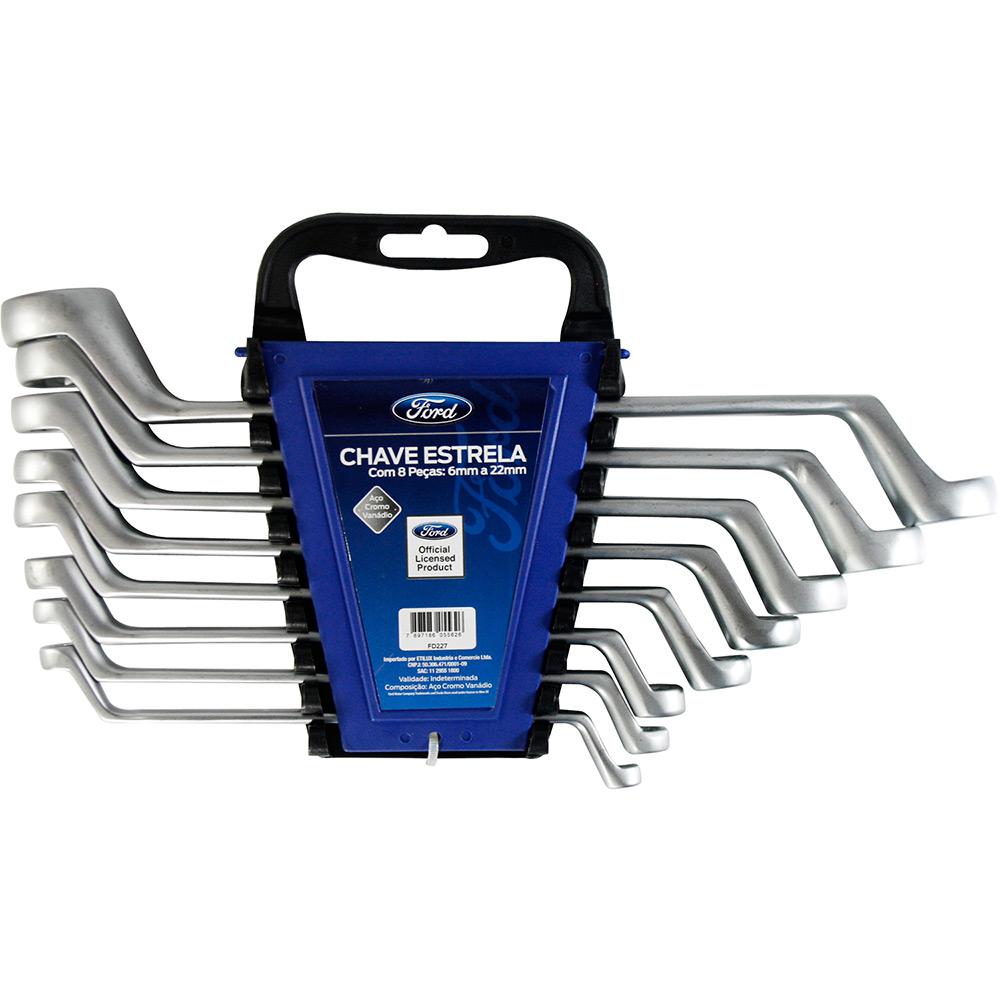 Ford
CHAVE ESTRELA
Com 8 Peças: 6mm a 22mm
Ford
Aço
Cromo
Vanádio
Ford
Official
Licensed
Product
7 897186 055626
FD227
Importado por ETILUX Industria e Comercio Ltda.
CNPJ: 50.306.471/0001-09
SAC: 11 2955 1800
Validade: indeterminada
Composição: Aço Cromo Vanádio